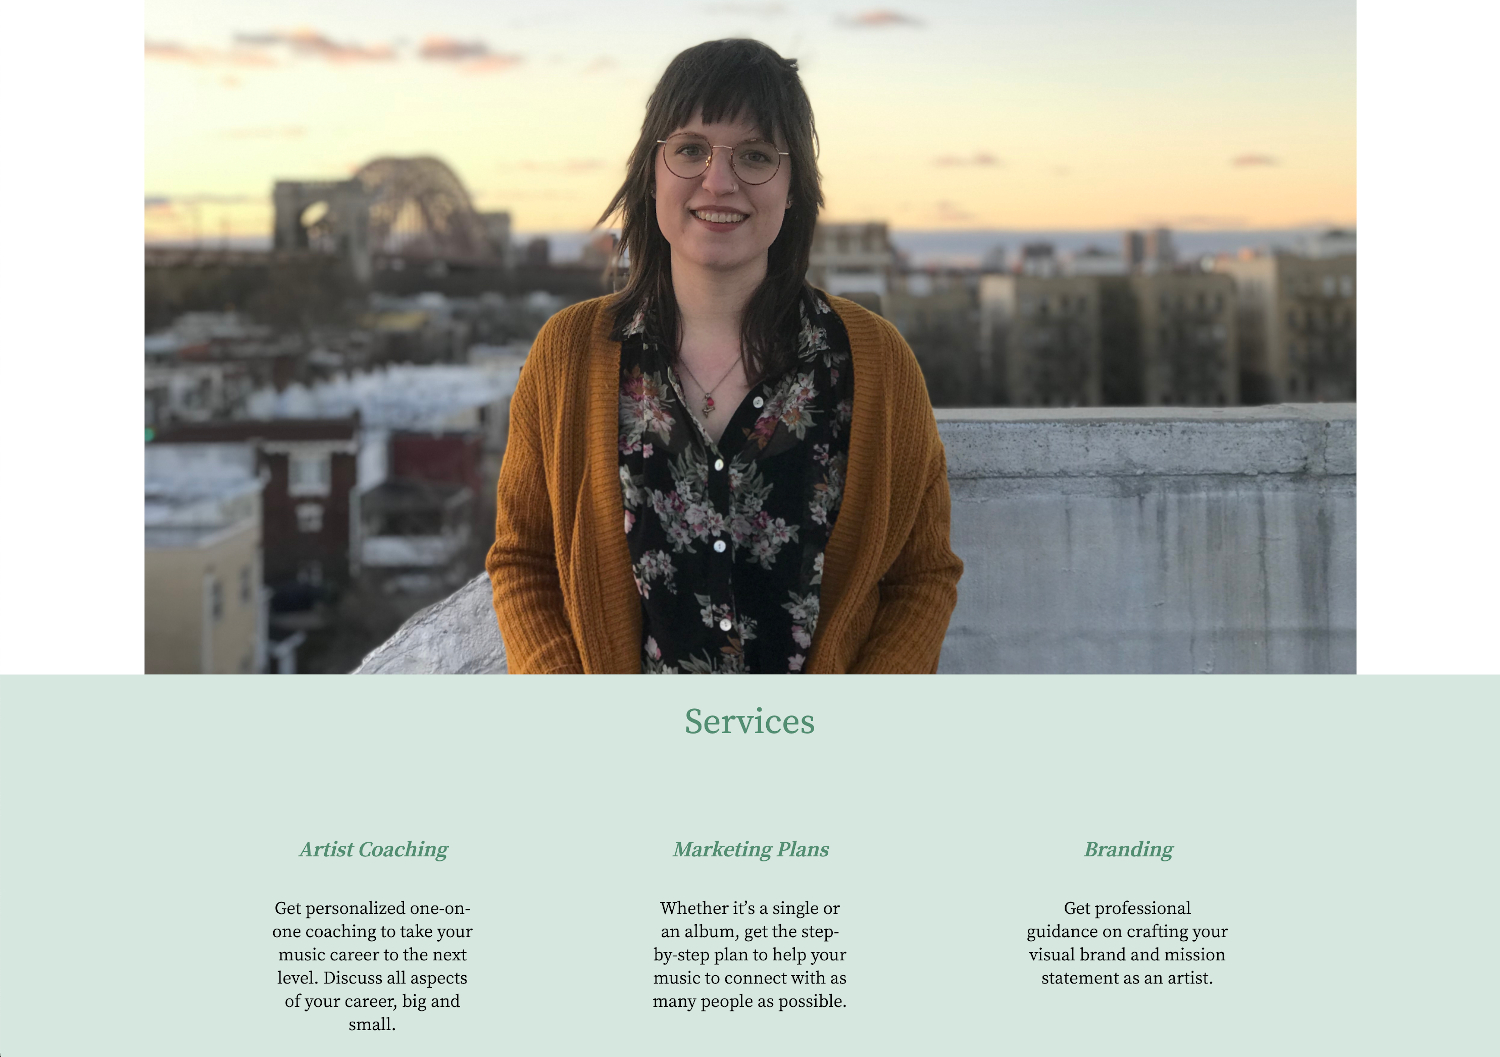 Services
Artist Coaching
Get personalized one-on-
one coaching to take your
music career to the next
level. Discuss all aspects
of your career, big and
small.
Marketing Plans
Whether it’s a single or
an album, get the step-
by-step plan to help your
music to connect with as
many people as possible.
Branding
Get professional
guidance on crafting your
visual brand and mission
statement as an artist.